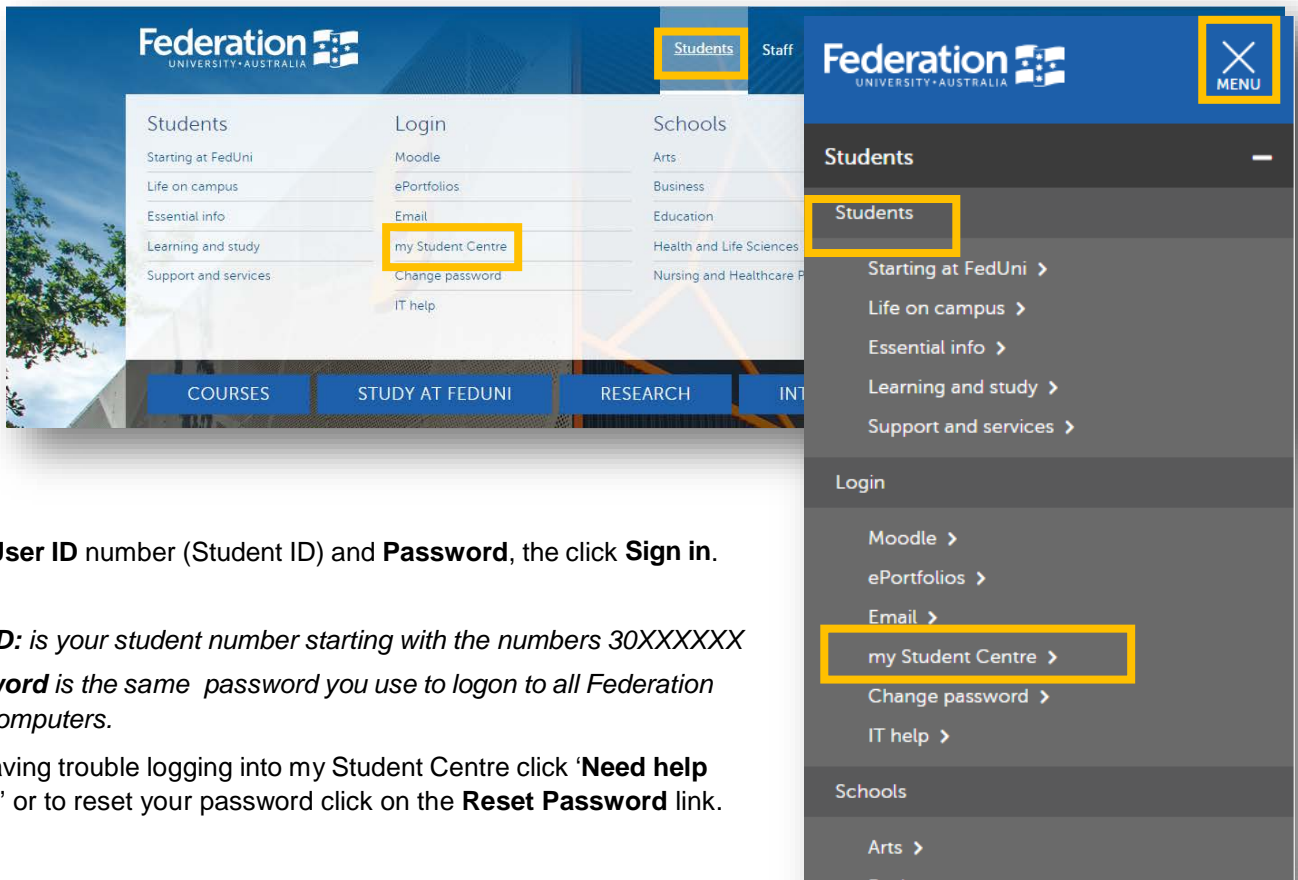 Federation
UNIVERSITY•AUSTRALIA
Students Staff
Students
Starting at FedUni
Life on campus
Essential info
Learning and study
Support and services
Login
Moodle
ePortfolios
Email
my Student Centre
Change password
IT help
Schools
Arts
Business
Education
Health and Life Sciences
Nursing and Healthcare P
COURSES STUDY AT FEDUNI RESEARCH INT
Federation
UNIVERSITY•AUSTRALIA
MENU
Students
Students
Starting at FedUni
Life on campus
Essential info
Learning and study
Support and services
Login
Moodle
ePortfolios
Email
my Student Centre
Change password
IT help
Schools
Arts
User ID number (Student ID) and Password, the click Sign in.
D: is your student number starting with the numbers 30XXXXXX
word is the same password you use to logon to all Federation
omputers.
aving trouble logging into my Student Centre click ‘Need help
’ or to reset your password click on the Reset Password link.